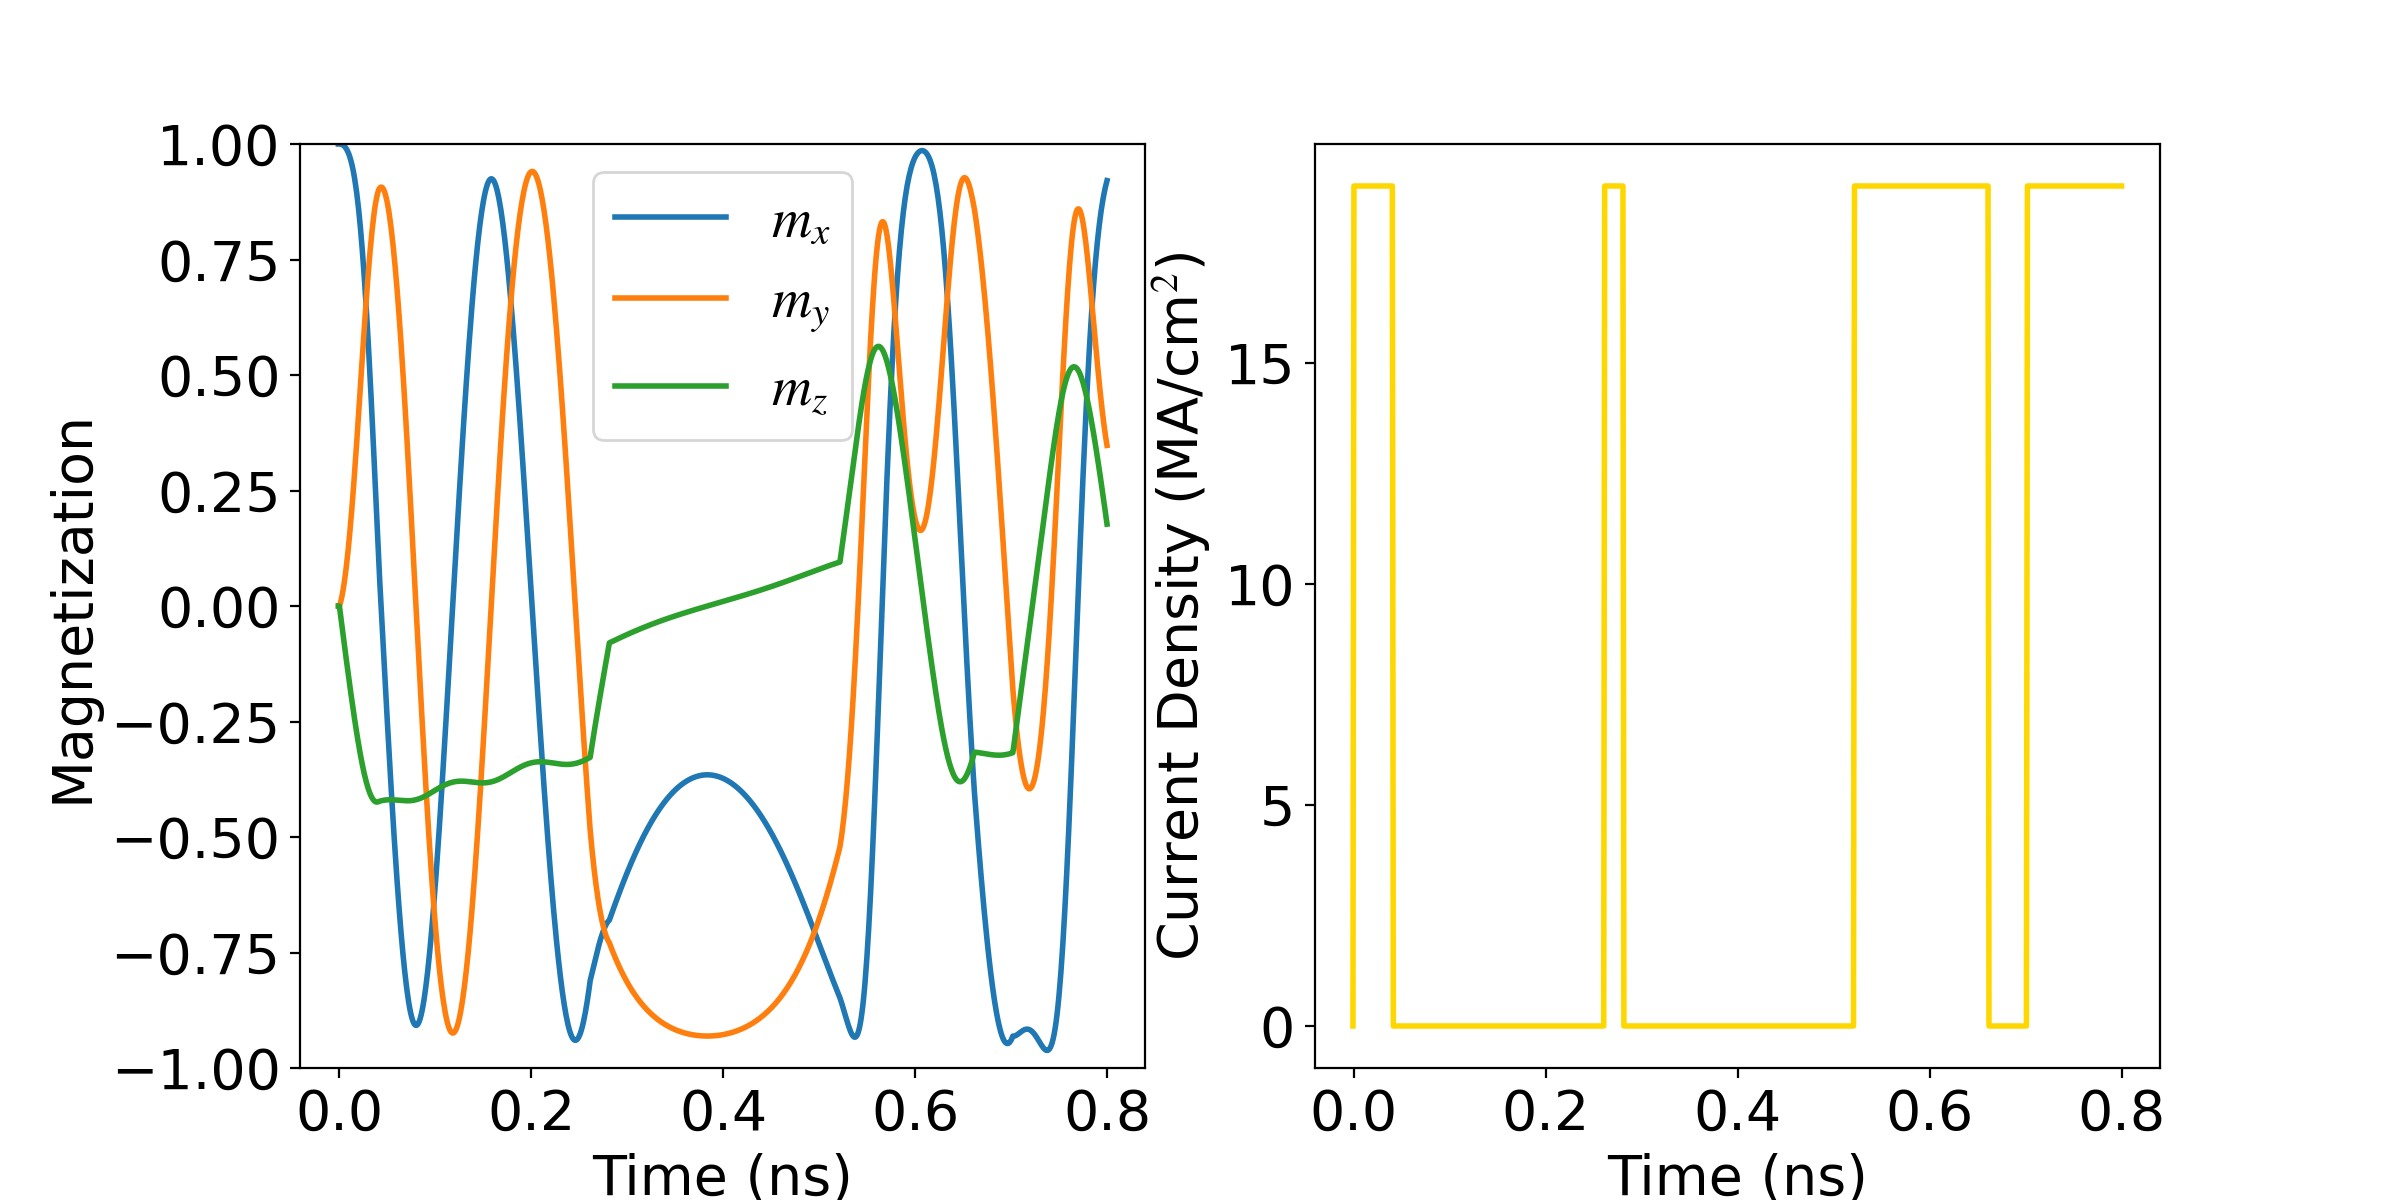 Magnetization
1.00
0.75
0.50
0.25
0.00
−0.25
−0.50
−0.75
−1.00
0.0 0.2 0.4 0.6 0.8
Time (ns)
m_x
m_y
m_z
Current Density (MA/cm²)
15
10
5
0
0.0 0.2 0.4 0.6 0.8
Time (ns)